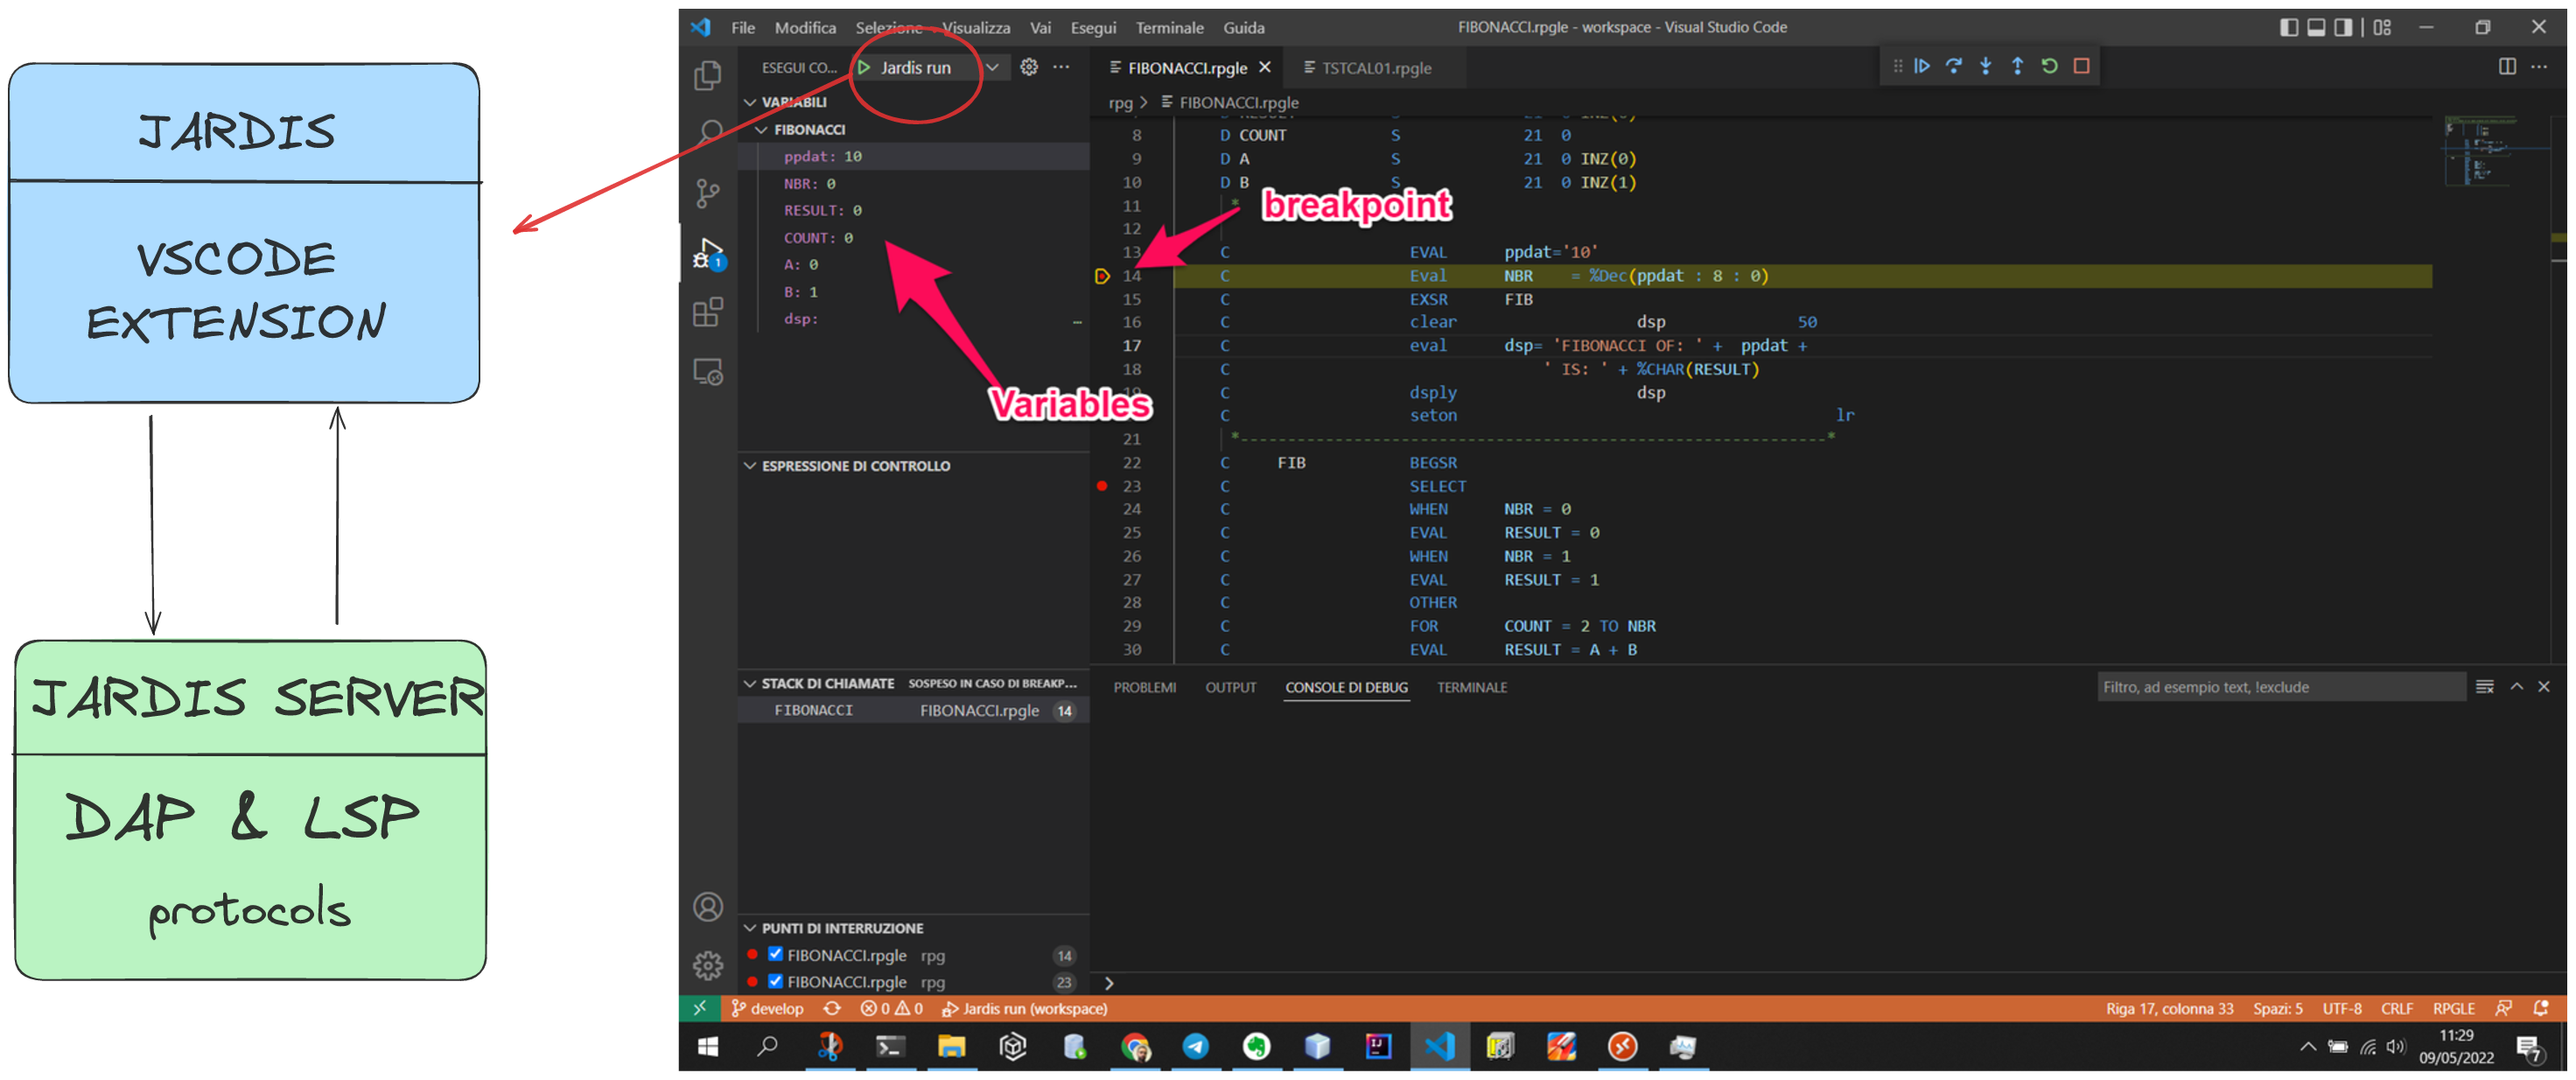 JARDIS
VSCODE
EXTENSION
JARDIS SERVER
DAP & LSP
protocols
File Modifica Selezione Visualizza Vai Esegui Terminale Guida
FIBONACCI.rpgle - workspace - Visual Studio Code
ESEGUI CO... Jardis run
VARIABILI
FIBONACCI
ppdat: 10
NBR: 0
RESULT: 0
COUNT: 0
A: 0
B: 1
dsp:
Variables
ESPRESSIONE DI CONTROLLO
STACK DI CHIAMATE SOSPESO IN CASO DI BREAKP...
FIBONACCI FIBONACCI.rpgle 14
PUNTI DI INTERRUZIONE
FIBONACCI.rpgle rpg 14
FIBONACCI.rpgle rpg 23
FIBONACCI.rpgle TSTCAL01.rpgle
rpg > FIBONACCI.rpgle
8 D COUNT S 21 0
9 D A S 21 0 INZ(0)
10 D B S 21 0 INZ(1)
11 *
breakpoint
12
13 C EVAL ppdat='10'
14 C Eval NBR = %Dec(ppdat : 8 : 0)
15 C EXSR FIB
16 C clear dsp 50
17 C eval dsp= 'FIBONACCI OF: ' + ppdat +
18 C ' IS: ' + %CHAR(RESULT)
19 C dsply dsp
C seton lr
21 *--------------------------------------------------------------*
22 C FIB BEGSR
23 C SELECT
24 C WHEN NBR = 0
25 C EVAL RESULT = 0
26 C WHEN NBR = 1
27 C EVAL RESULT = 1
28 C OTHER
29 C FOR COUNT = 2 TO NBR
30 C EVAL RESULT = A + B
PROBLEMI OUTPUT CONSOLE DI DEBUG TERMINALE
Filtro, ad esempio text, !exclude
develop 0 0 Jardis run (workspace)
Riga 17, colonna 33 Spazi: 5 UTF-8 CRLF RPGLE
11:29
09/05/2022
7